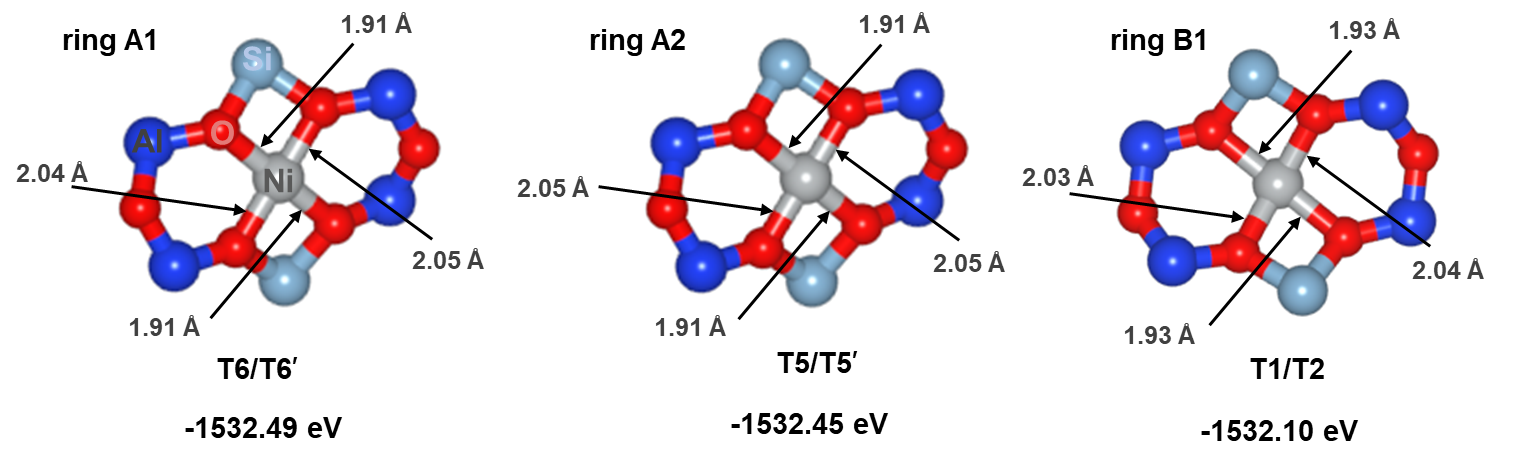 ring A1
1.91 Å
Si
Al
O
Ni
2.04 Å
2.05 Å
1.91 Å
T6/T6′
-1532.49 eV
ring A2
1.91 Å
2.05 Å
2.05 Å
1.91 Å
T5/T5′
-1532.45 eV
ring B1
1.93 Å
2.03 Å
2.04 Å
1.93 Å
T1/T2
-1532.10 eV